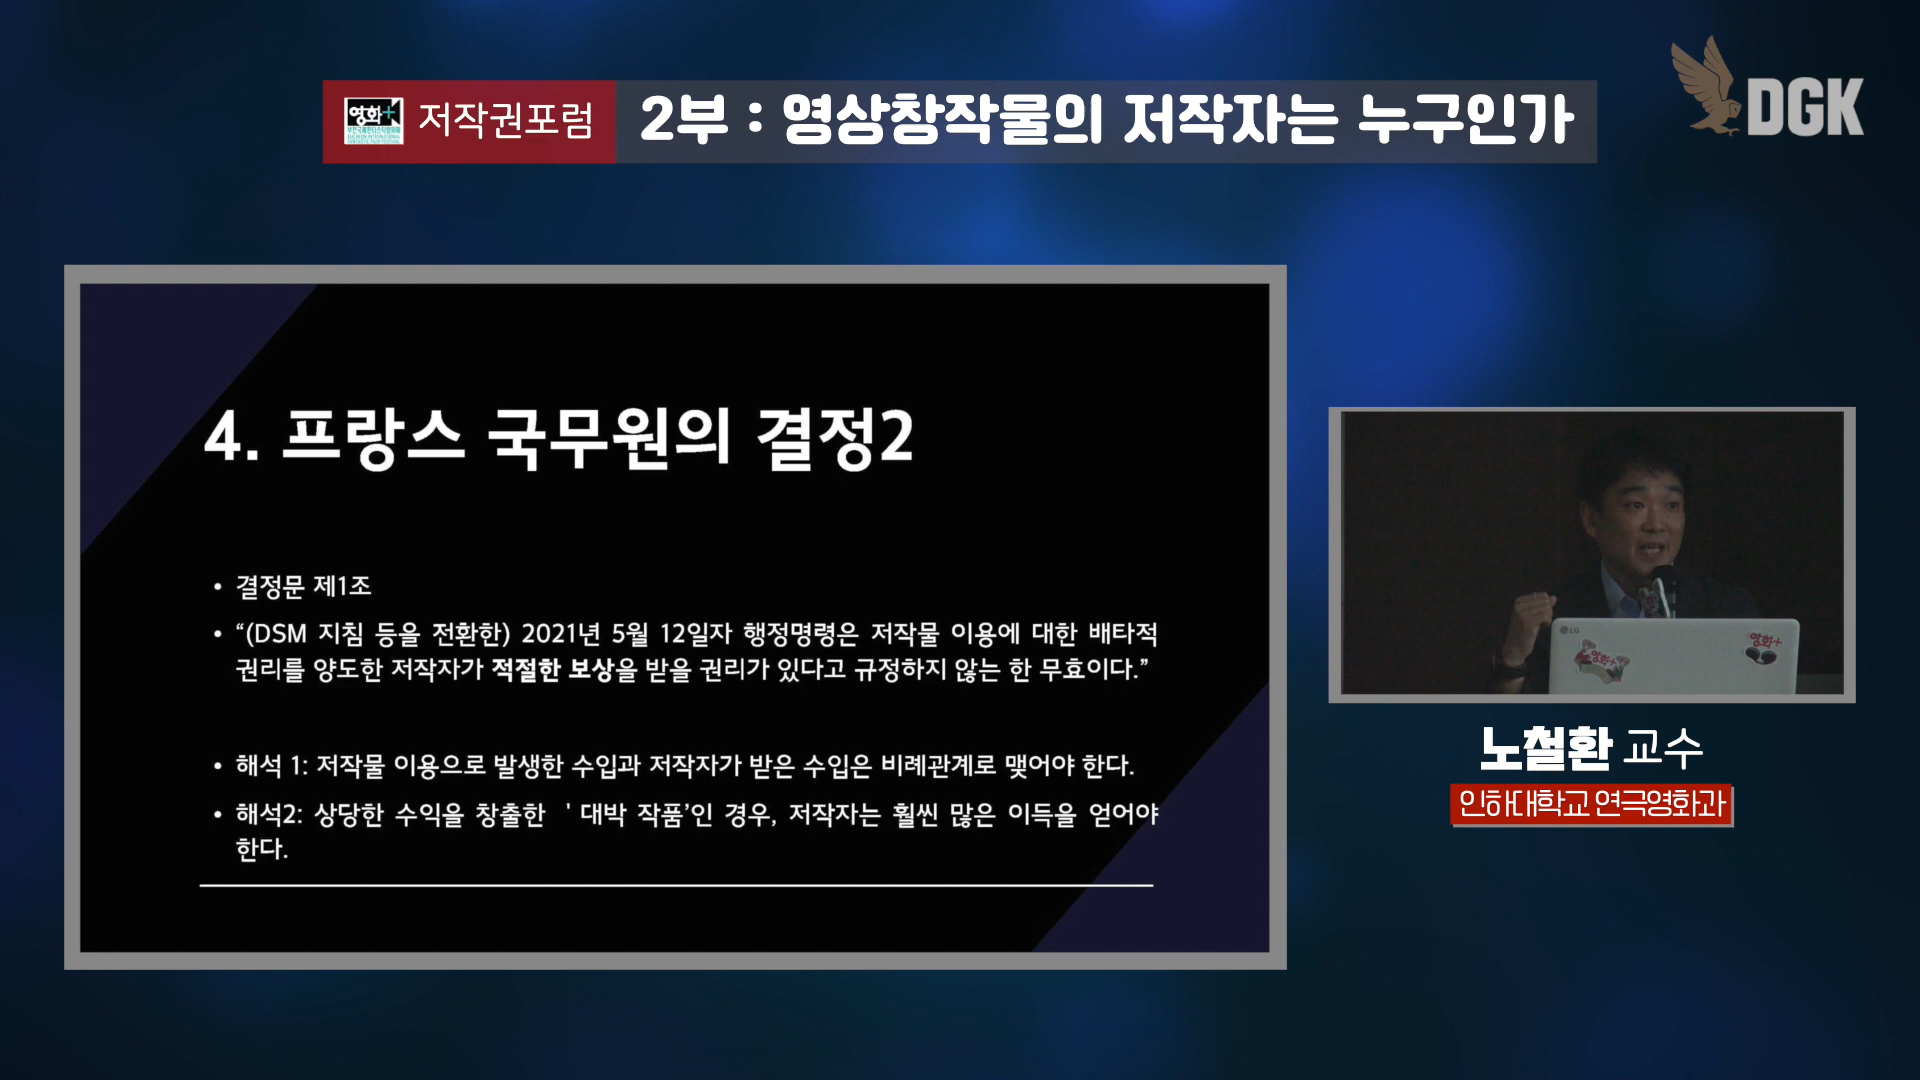 영화+
저작권포럼
2부 : 영상창작물의 저작자는 누구인가
DGK
4. 프랑스 국무원의 결정2
• 결정문 제1조
• “(DSM 지침 등을 전환한) 2021년 5월 12일자 행정명령은 저작물 이용에 대한 배타적
권리를 양도한 저작자가 적절한 보상을 받을 권리가 있다고 규정하지 않는 한 무효이다.”
• 해석 1: 저작물 이용으로 발생한 수입과 저작자가 받은 수입은 비례관계로 맺어야 한다.
• 해석2: 상당한 수익을 창출한 ' 대박 작품’인 경우, 저작자는 훨씬 많은 이득을 얻어야
한다.
LG
영화+
영화+
노철환 교수
인하대학교 연극영화과